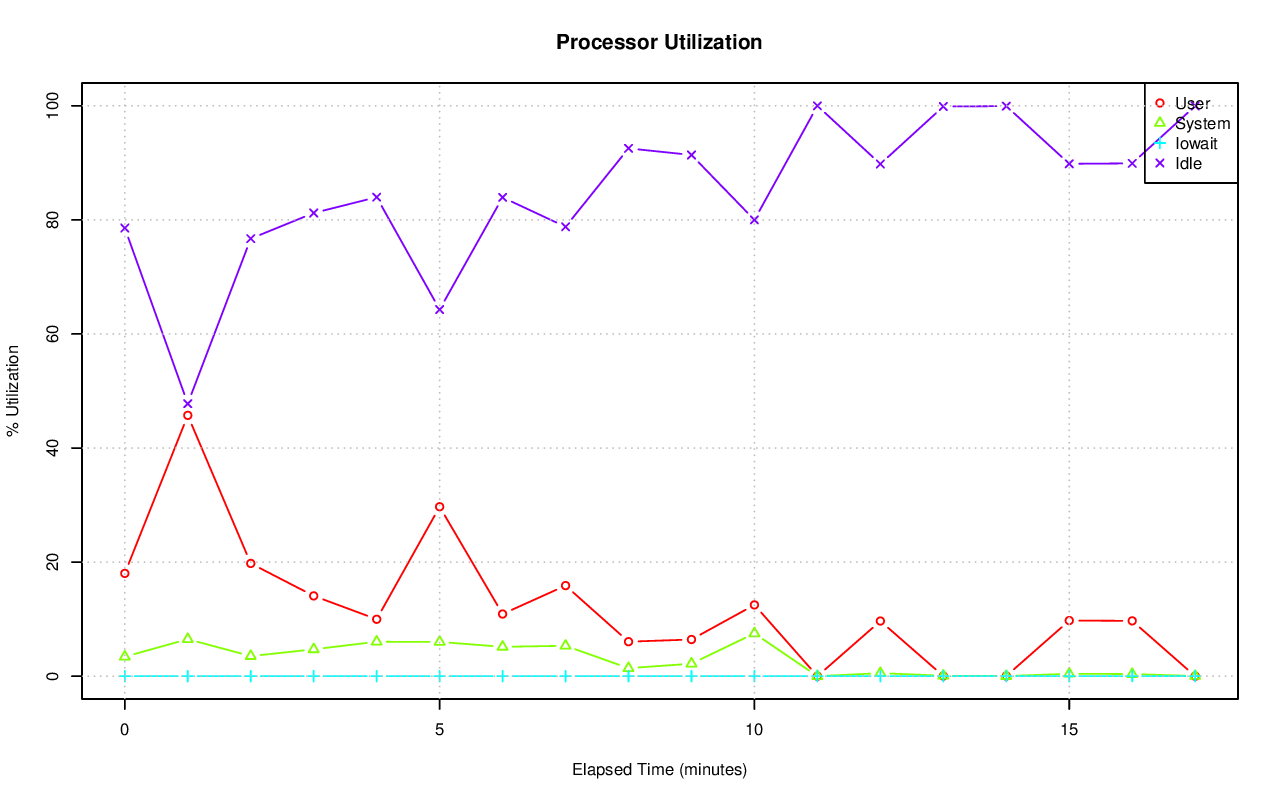 Processor Utilization
% Utilization
100
80
60
40
20
0
User
System
Iowait
Idle
0 5 10 15
Elapsed Time (minutes)